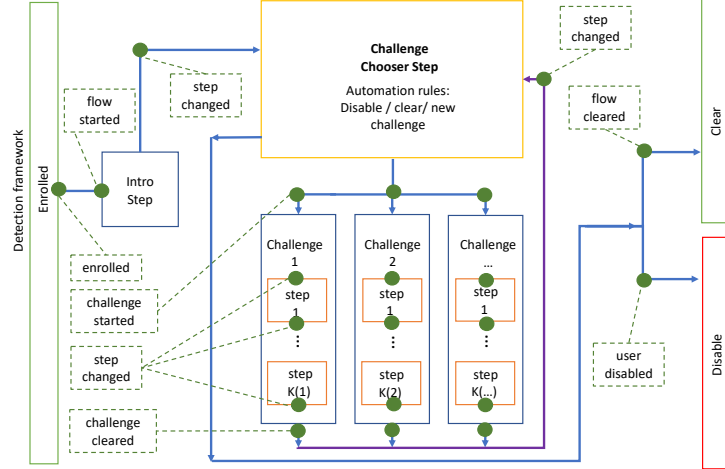 Detection framework
Enrolled
flow
started
step
changed
Intro
Step
enrolled
challenge
started
step
changed
challenge
cleared
Challenge
Chooser Step
Automation rules:
Disable / clear/ new
challenge
Challenge
1
step
1
⋮
step
K(1)
Challenge
2
step
1
⋮
step
K(2)
Challenge
…
step
1
⋮
step
K(…)
step
changed
flow
cleared
user
disabled
Clear
Disable